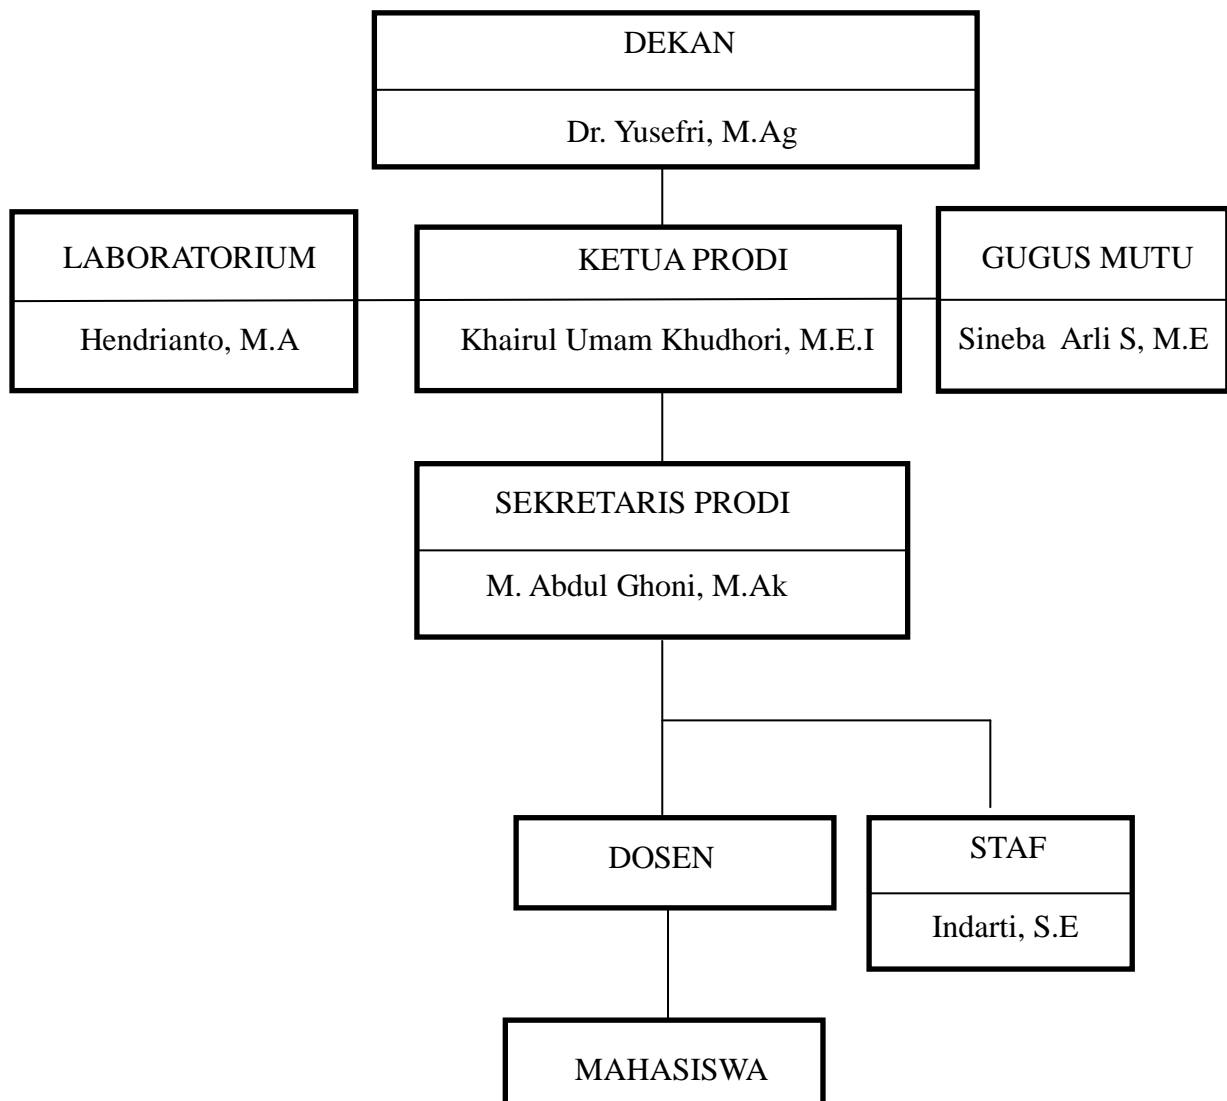 DEKAN
Dr. Yusefri, M.Ag
LABORATORIUM
Hendrianto, M.A
KETUA PRODI
Khairul Umam Khudhori, M.E.I
GUGUS MUTU
Sineba Arli S, M.E
SEKRETARIS PRODI
M. Abdul Ghoni, M.Ak
DOSEN
STAF
Indarti, S.E
MAHASISWA